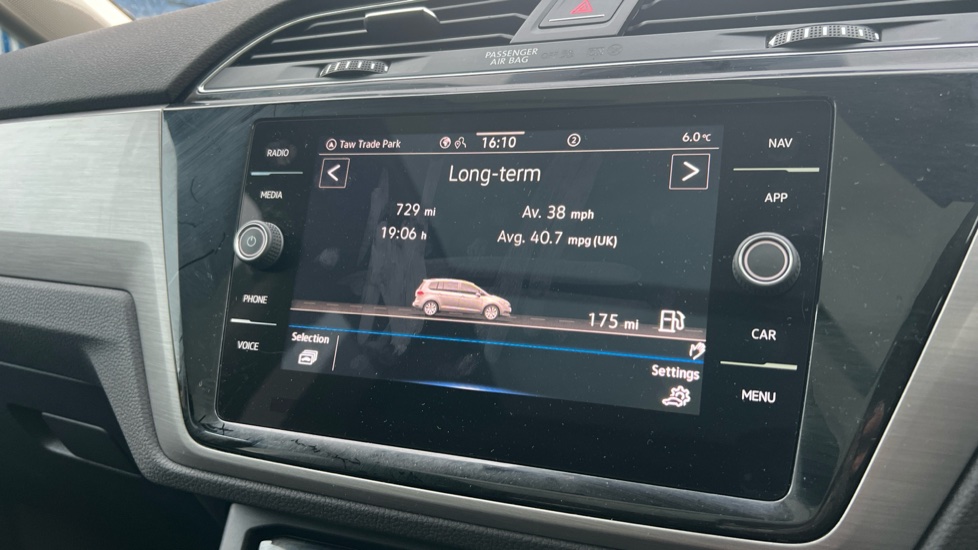 PASSENGER
AIR BAG
RADIO
MEDIA
PHONE
VOICE
Taw Trade Park
16:10
2
6.0 °C
<
Long-term
>
729 mi
Av. 38 mph
19:06 h
Avg. 40.7 mpg (UK)
175 mi
Selection
Settings
NAV
APP
CAR
MENU